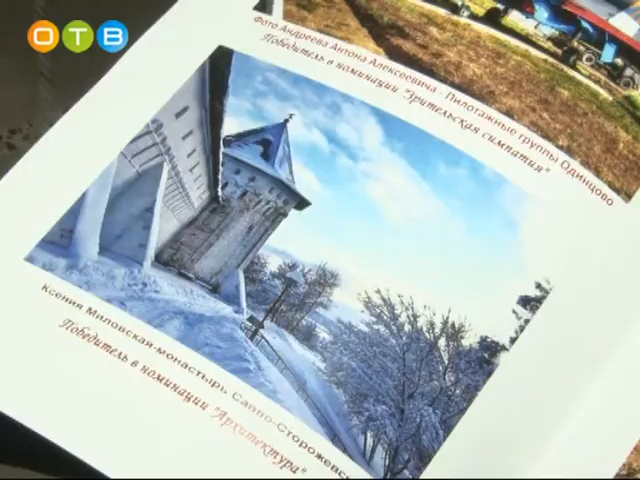 ОТВ
Фото Андреева Антона Алексеевича - Пилотажные группы Одинцово
Победитель в номинации "Зрительская симпатия"
Ксения Миловская-монастырь Савво-Сторожевск
Победитель в номинации "Архитектура"